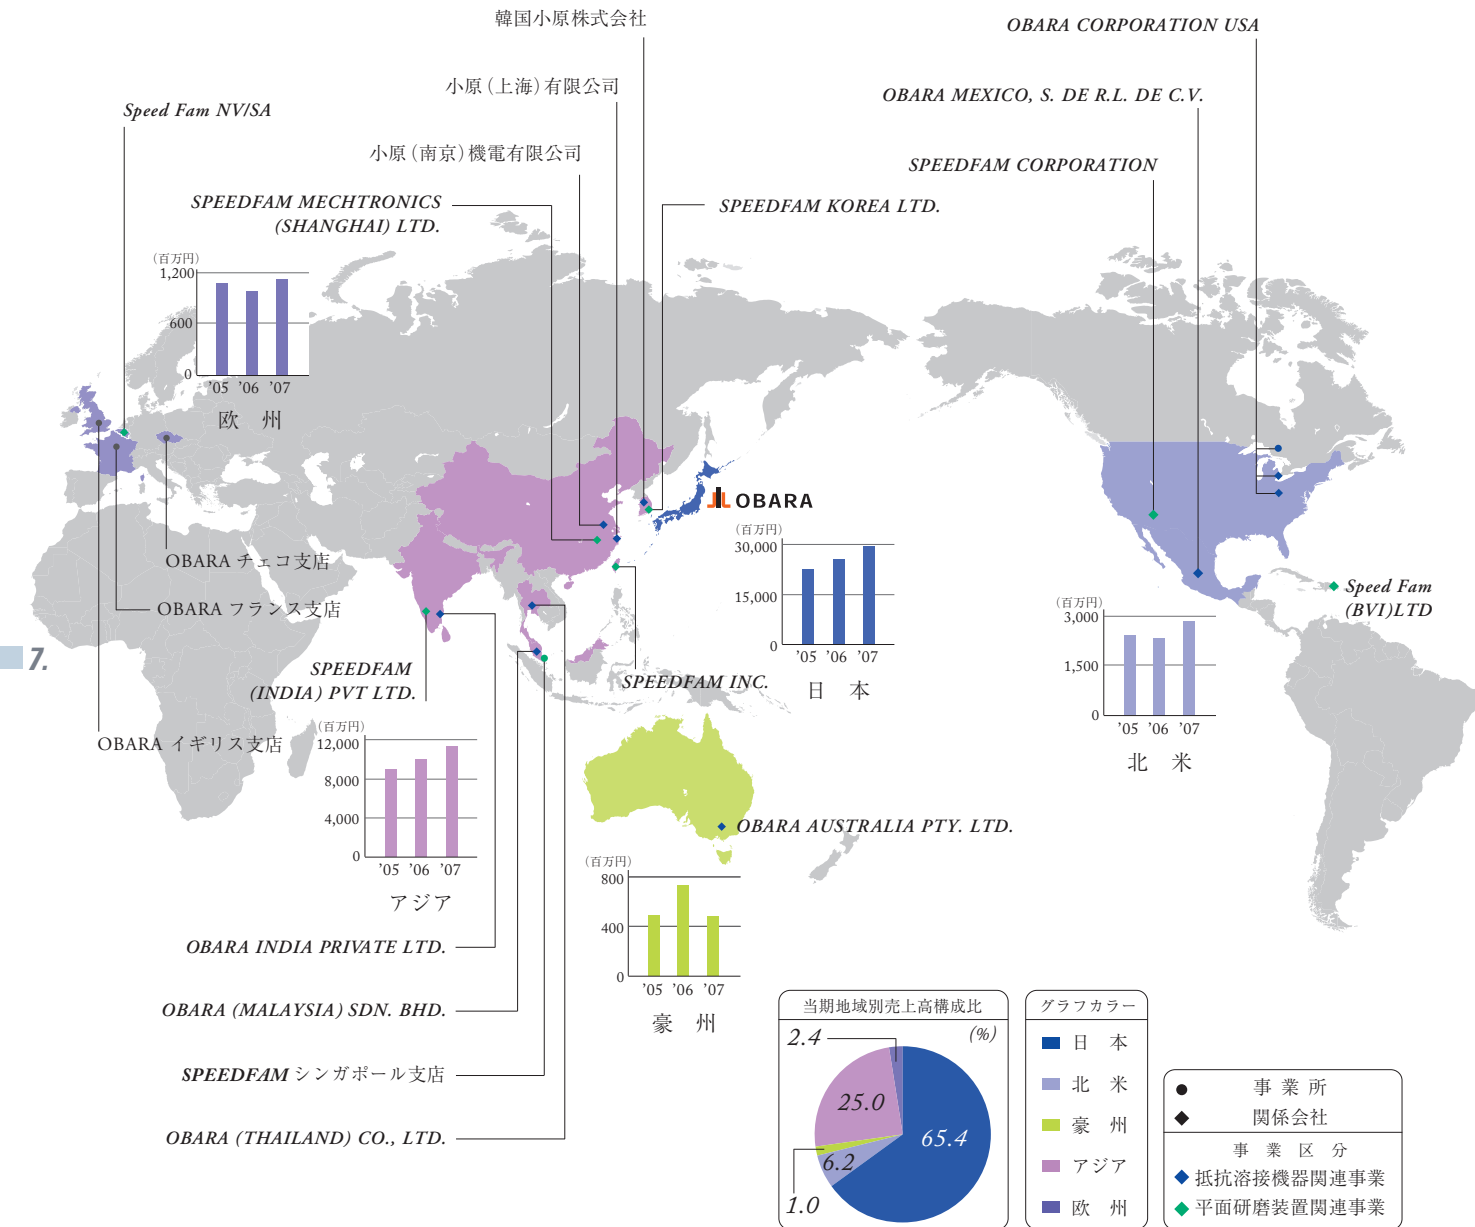 韓国小原株式会社
OBARA CORPORATION USA
小原（上海）有限公司
OBARA MEXICO, S. DE R.L. DE C.V.
Speed Fam NV/SA
小原（南京）機電有限公司
SPEEDFAM CORPORATION
SPEEDFAM MECHTRONICS
(SHANGHAI) LTD.
SPEEDFAM KOREA LTD.
（百万円）
1,200
600
0
’05 ’06 ’07
欧 州
OBARA
OBARA チェコ支店
OBARA フランス支店
OBARA イギリス支店
（百万円）
30,000
15,000
0
’05 ’06 ’07
日 本
Speed Fam
(BVI)LTD
（百万円）
3,000
1,500
0
’05 ’06 ’07
北 米
7.
SPEEDFAM
(INDIA) PVT LTD.
SPEEDFAM INC.
（百万円）
12,000
8,000
4,000
0
’05 ’06 ’07
アジア
OBARA AUSTRALIA PTY. LTD.
（百万円）
800
400
0
’05 ’06 ’07
豪 州
OBARA INDIA PRIVATE LTD.
OBARA (MALAYSIA) SDN. BHD.
SPEEDFAM シンガポール支店
OBARA (THAILAND) CO., LTD.
当期地域別売上高構成比
(%)
2.4
25.0
65.4
6.2
1.0
グラフカラー
日 本
北 米
豪 州
アジア
欧 州
事 業 所
関係会社
事 業 区 分
抵抗溶接機器関連事業
平面研磨装置関連事業